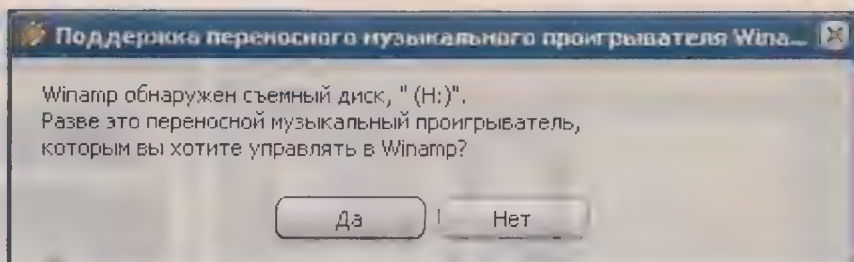 Поддержка переносного музыкального проигрывателя Wina...
Winamp обнаружен съемный диск, " (H:)".
Разве это переносной музыкальный проигрыватель,
которым вы хотите управлять в Winamp?
Да
Нет